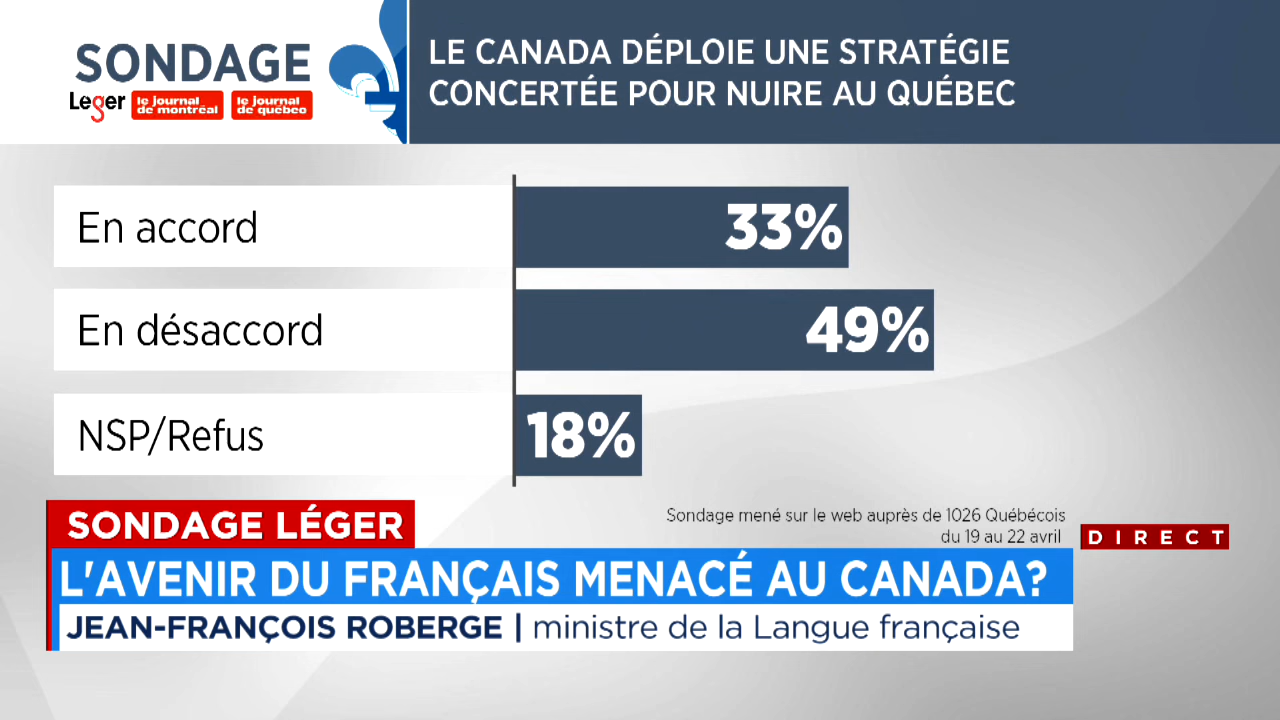 SONDAGE
Leger le journal de montréal le journal de québec
LE CANADA DÉPLOIE UNE STRATÉGIE
CONCERTÉE POUR NUIRE AU QUÉBEC
En accord 33%
En désaccord 49%
NSP/Refus 18%
SONDAGE LÉGER
Sondage mené sur le web auprès de 1026 Québécois
du 19 au 22 avril
DIRECT
L'AVENIR DU FRANÇAIS MENACÉ AU CANADA?
JEAN-FRANÇOIS ROBERGE | ministre de la Langue française